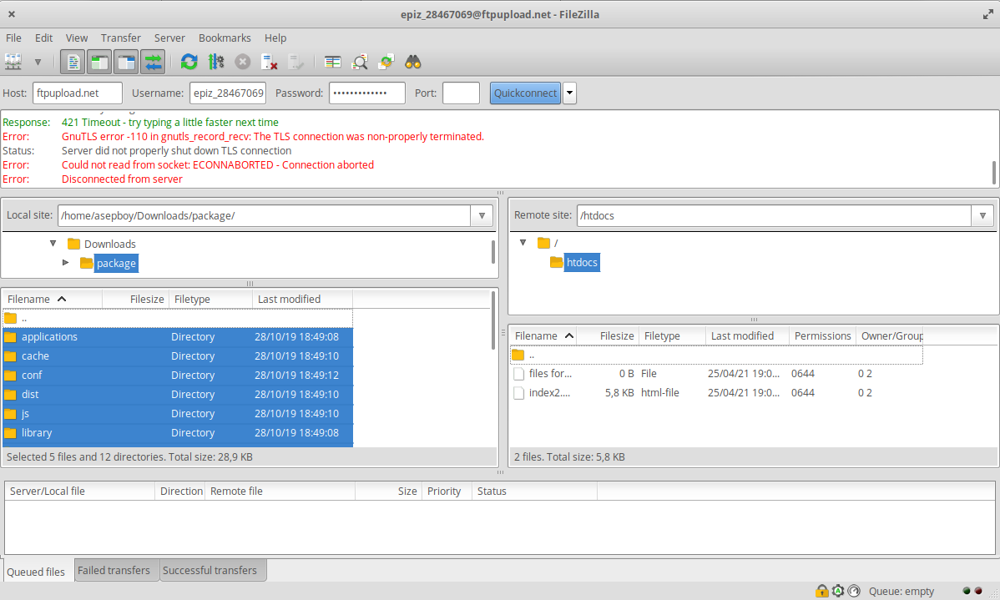 epiz_28467069@ftpupload.net - FileZilla
File Edit View Transfer Server Bookmarks Help
Host: ftpupload.net Username: epiz_28467069 Password: ••••••••••••• Port: Quickconnect
Response: 421 Timeout - try typing a little faster next time
Error: GnuTLS error -110 in gnutls_record_recv: The TLS connection was non-properly terminated.
Status: Server did not properly shut down TLS connection
Error: Could not read from socket: ECONNABORTED - Connection aborted
Error: Disconnected from server
Local site: /home/asepboy/Downloads/package/
Downloads
package
Filename Filesize Filetype Last modified
..
applications Directory 28/10/19 18:49:08
cache Directory 28/10/19 18:49:10
conf Directory 28/10/19 18:49:12
dist Directory 28/10/19 18:49:10
js Directory 28/10/19 18:49:10
library Directory 28/10/19 18:49:08
Selected 5 files and 12 directories. Total size: 28,9 KB
Remote site: /htdocs
/
htdocs
Filename Filesize Filetype Last modified Permissions Owner/Group
..
files for... 0 B File 25/04/21 19:0... 0644 0 2
index2.... 5,8 KB html-file 25/04/21 19:0... 0644 0 2
2 files. Total size: 5,8 KB
Server/Local file Direction Remote file Size Priority Status
Queued files Failed transfers Successful transfers
Queue: empty